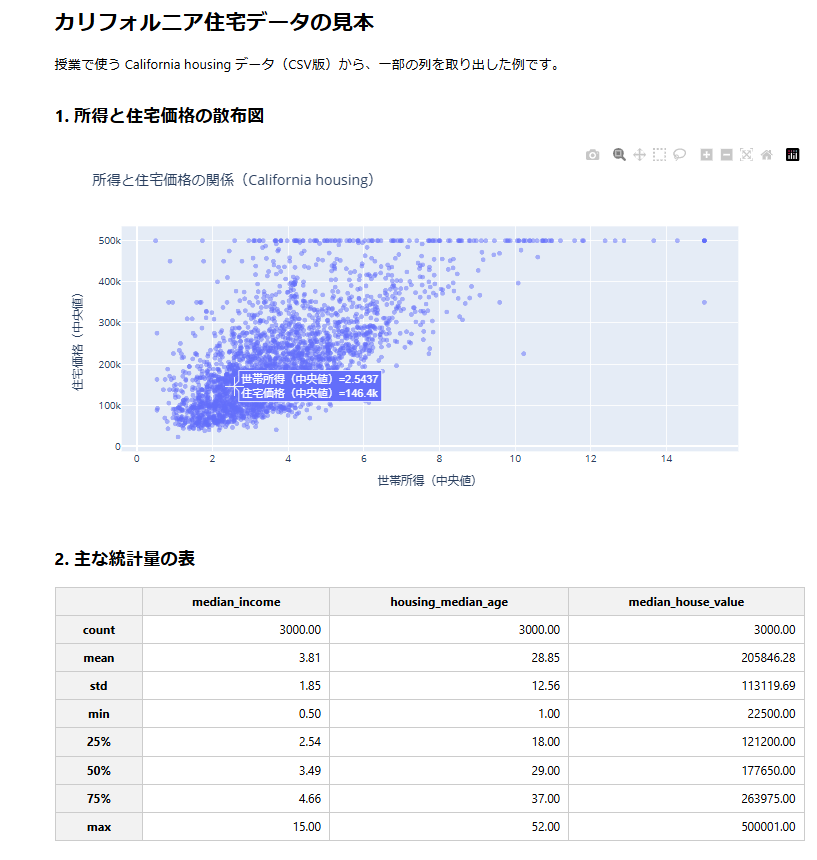 カリフォルニア住宅データの見本
授業で使う California housing データ（CSV版）から、一部の列を取り出した例です。
1. 所得と住宅価格の散布図
所得と住宅価格の関係（California housing）
500k
400k
300k
200k
100k
0
住宅価格（中央値）
世帯所得（中央値）=2.5437
住宅価格（中央値）=146.4k
0 2 4 6 8 10 12 14
世帯所得（中央値）
2. 主な統計量の表
median_income housing_median_age median_house_value
count 3000.00 3000.00 3000.00
mean 3.81 28.85 205846.28
std 1.85 12.56 113119.69
min 0.50 1.00 22500.00
25% 2.54 18.00 121200.00
50% 3.49 29.00 177650.00
75% 4.66 37.00 263975.00
max 15.00 52.00 500001.00